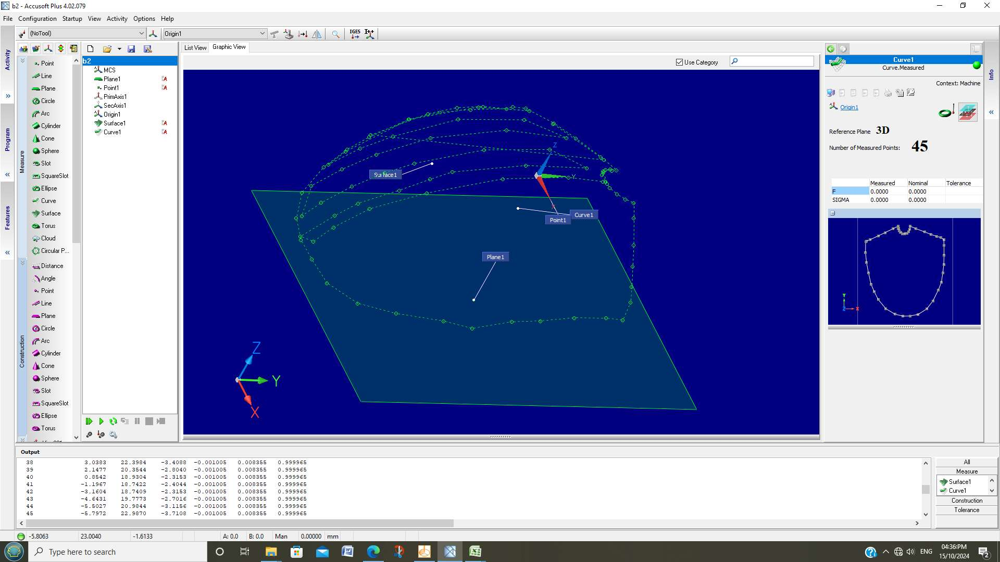 b2 - Accusoft Plus 4.02.079
File Configuration Startup View Activity Options Help
(NoTool) Origin1 IGES I++
Activity
Program
Features
Measure
Construction
Point
Line
Plane
Circle
Arc
Cylinder
Cone
Sphere
Slot
SquareSlot
Ellipse
Curve
Surface
Torus
Cloud
Circular P...
Distance
Angle
Point
Line
Plane
Circle
Arc
Cylinder
Cone
Sphere
Slot
SquareSlot
Ellipse
Torus
b2
MCS
Plane1
Point1
PrimAxis1
SecAxis1
Origin1
Surface1
Curve1
List View Graphic View
Use Category
Surface1
Z
Y
X
Curve1
Point1
Plane1
Z
Y
X
Curve1
Curve.Measured
Context: Machine
Origin1
Reference Plane 3D
Number of Measured Points: 45
Measured Nominal Tolerance
F 0.0000 0.0000
SIGMA 0.0000 0.0000
Y
Z X
Info
Output
38 3.0383 22.3984 -3.4088 -0.001005 0.008355 0.999965
39 2.1477 20.3544 -2.8040 -0.001005 0.008355 0.999965
40 0.8542 18.9304 -2.3153 -0.001005 0.008355 0.999965
41 -1.1967 18.7422 -2.4044 -0.001005 0.008355 0.999965
42 -3.1604 18.7409 -2.3153 -0.001005 0.008355 0.999965
43 -4.6431 19.7773 -2.7016 -0.001005 0.008355 0.999965
44 -5.5027 20.9844 -3.1156 -0.001005 0.008355 0.999965
45 -5.7972 22.9870 -3.7108 -0.001005 0.008355 0.999965
All
Measure
Surface1
Curve1
Construction
Tolerance
-5.8063 23.0040 -1.6133 A: 0.0 B: 0.0 Man 0.00000 mm
Type here to search
ENG
04:36:PM
15/10/2024
2